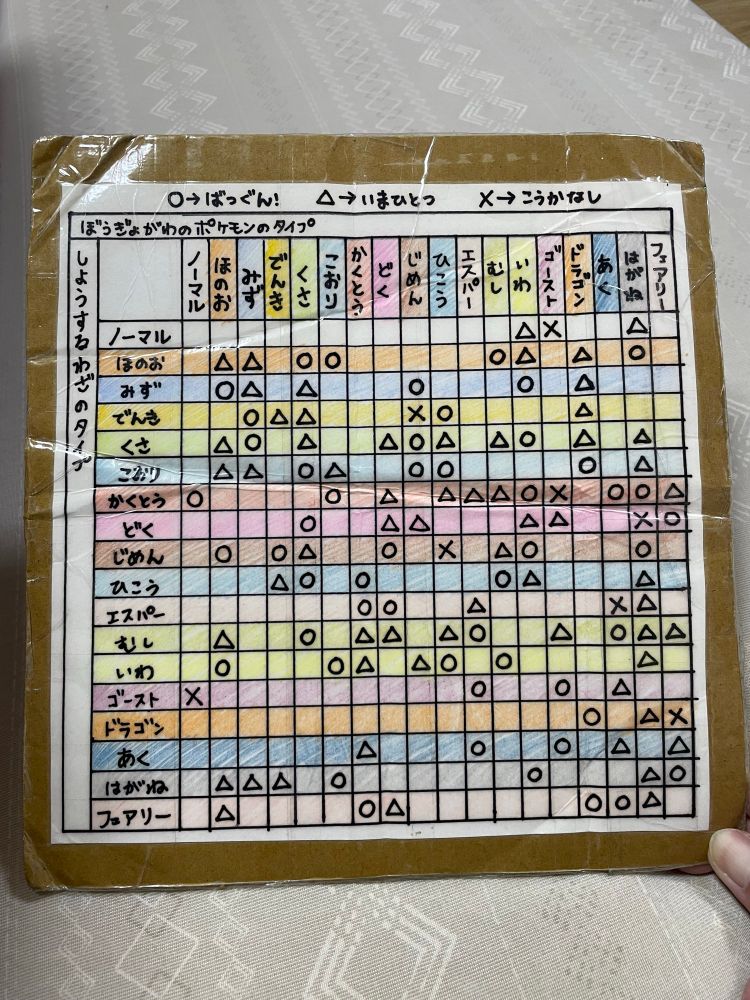 ○→ばつぐん! △→いまひとつ ×→こうかなし
ぼうぎょがわのポケモンのタイプ
しようするわざのタイプ
ノーマル ほのお みず でんき くさ こおり かくとう どく じめん ひこう エスパー むし いわ ゴースト ドラゴン あく はがね フェアリー
ノーマル △ × △
ほのお △ △ ○ ○ ○ △ △ ○
みず ○ △ △ ○ ○ △
でんき ○ △ △ × ○ △
くさ △ ○ △ △ ○ △ △ ○ △ △
こおり △ △ ○ △ ○ ○ ○ △
かくとう ○ ○ △ △ △ △ ○ × ○ ○ △
どく ○ △ △ △ △ × ○
じめん ○ ○ △ ○ × △ ○ ○
ひこう △ ○ ○ ○ △ △
エスパー ○ ○ △ × △
むし △ ○ △ △ △ ○ △ ○ △ △
いわ ○ ○ △ △ ○ ○ △
ゴースト × ○ ○ △
ドラゴン ○ △ ×
あく △ ○ ○ △ △
はがね △ △ △ ○ ○ △ ○
フェアリー △ ○ △ ○ ○ △